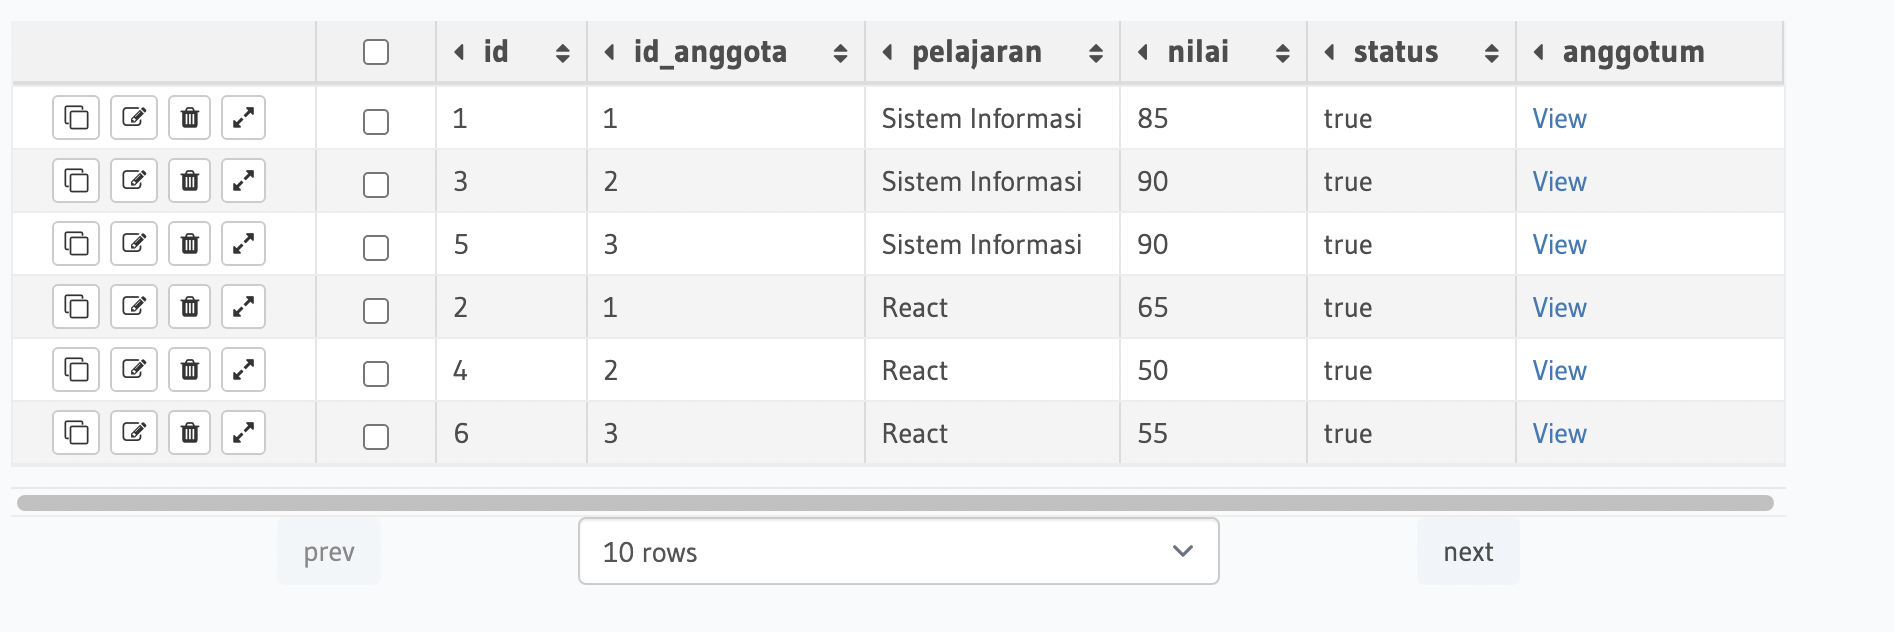 id id_anggota pelajaran nilai status anggotum
1 1 Sistem Informasi 85 true View
3 2 Sistem Informasi 90 true View
5 3 Sistem Informasi 90 true View
2 1 React 65 true View
4 2 React 50 true View
6 3 React 55 true View
prev 10 rows next